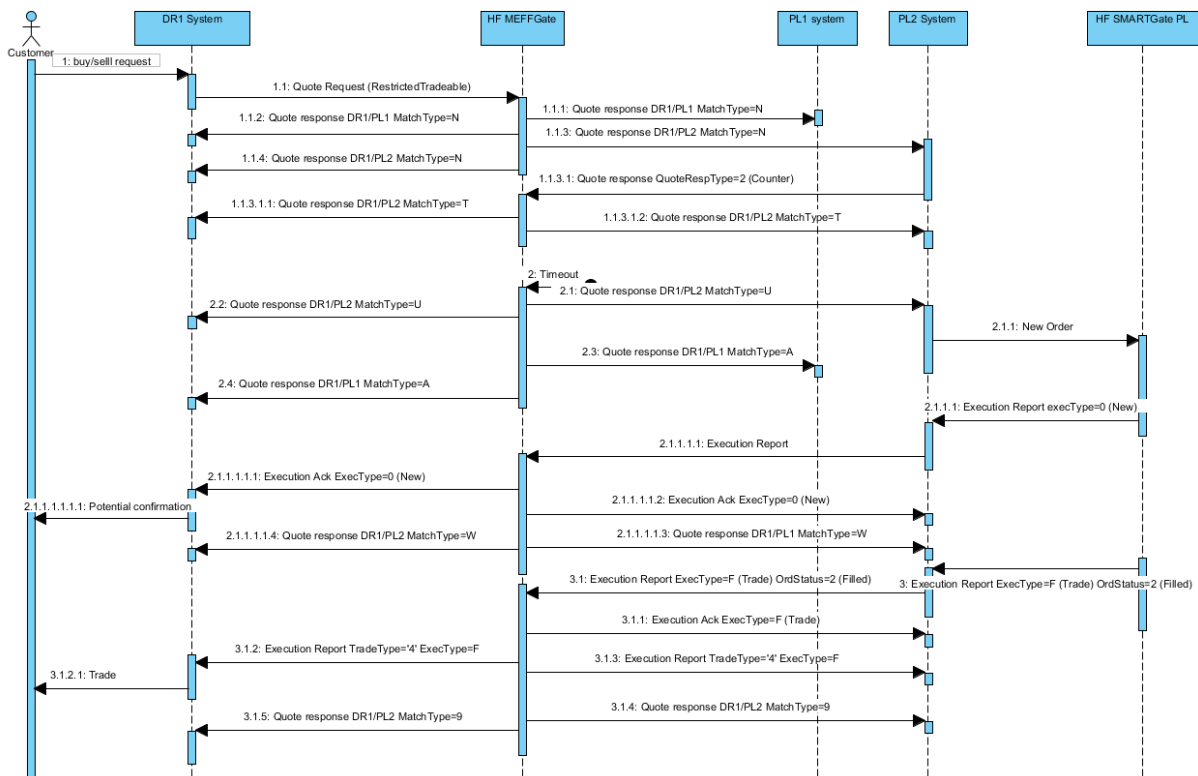 DR1 System
HF MEFFGate
PL1 system
PL2 System
HF SMARTGate PL
Customer
1: buy/selll request
1.1: Quote Request (RestrictedTradeable)
1.1.1: Quote response DR1/PL1 MatchType=N
1.1.2: Quote response DR1/PL1 MatchType=N
1.1.3: Quote response DR1/PL2 MatchType=N
1.1.4: Quote response DR1/PL2 MatchType=N
1.1.3.1: Quote response QuoteRespType=2 (Counter)
1.1.3.1.1: Quote response DR1/PL2 MatchType=T
1.1.3.1.2: Quote response DR1/PL2 MatchType=T
2: Timeout
2.1: Quote response DR1/PL2 MatchType=U
2.2: Quote response DR1/PL2 MatchType=U
2.1.1: New Order
2.3: Quote response DR1/PL1 MatchType=A
2.4: Quote response DR1/PL1 MatchType=A
2.1.1.1: Execution Report execType=0 (New)
2.1.1.1.1: Execution Report
2.1.1.1.1.1: Execution Ack ExecType=0 (New)
2.1.1.1.1.2: Execution Ack ExecType=0 (New)
2.1.1.1.1.1.1: Potential confirmation
2.1.1.1.1.4: Quote response DR1/PL2 MatchType=W
2.1.1.1.1.3: Quote response DR1/PL1 MatchType=W
3.1: Execution Report ExecType=F (Trade) OrdStatus=2 (Filled)
3: Execution Report ExecType=F (Trade) OrdStatus=2 (Filled)
3.1.1: Execution Ack ExecType=F (Trade)
3.1.2: Execution Report TradeType='4' ExecType=F
3.1.3: Execution Report TradeType='4' ExecType=F
3.1.2.1: Trade
3.1.4: Quote response DR1/PL2 MatchType=9
3.1.5: Quote response DR1/PL2 MatchType=9